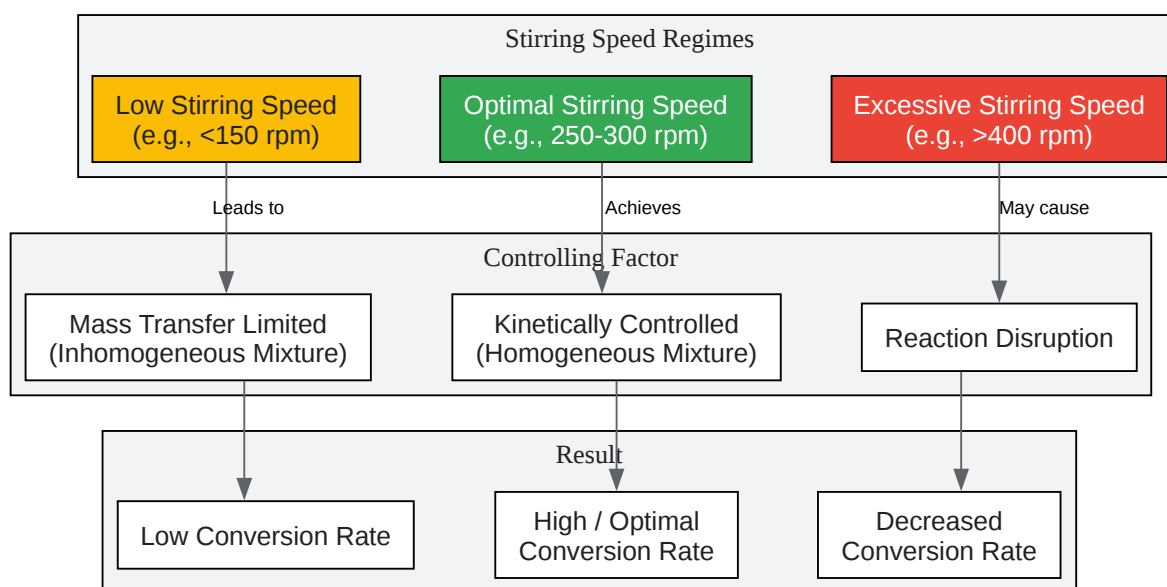 Stirring Speed Regimes
Low Stirring Speed
(e.g., <150 rpm)
Optimal Stirring Speed
(e.g., 250-300 rpm)
Excessive Stirring Speed
(e.g., >400 rpm)
Leads to
Achieves
May cause
Controlling Factor
Mass Transfer Limited
(Inhomogeneous Mixture)
Kinetically Controlled
(Homogeneous Mixture)
Reaction Disruption
Result
Low Conversion Rate
High / Optimal
Conversion Rate
Decreased
Conversion Rate